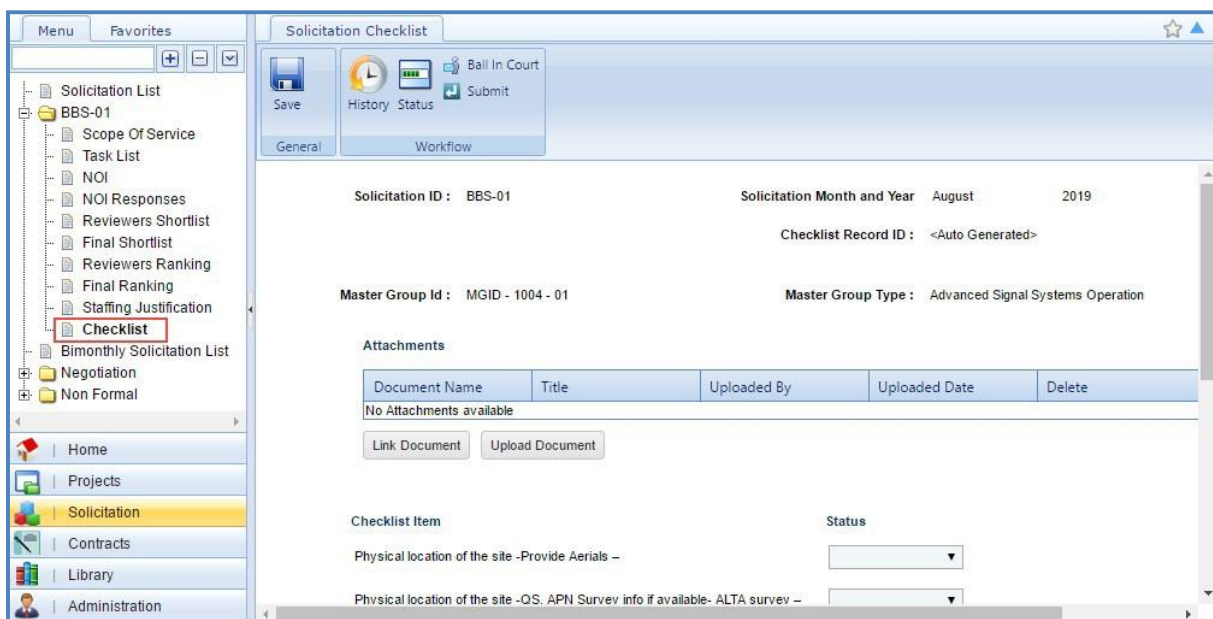 Menu Favorites
Solicitation List
BBS-01
Scope Of Service
Task List
NOI
NOI Responses
Reviewers Shortlist
Final Shortlist
Reviewers Ranking
Final Ranking
Staffing Justification
Checklist
Bimonthly Solicitation List
Negotiation
Non Formal
Home
Projects
Solicitation
Contracts
Library
Administration
Solicitation Checklist
Save
History Status
Ball In Court
Submit
General Workflow
Solicitation ID : BBS-01 Solicitation Month and Year August 2019
Checklist Record ID : <Auto Generated>
Master Group Id : MGID - 1004 - 01 Master Group Type : Advanced Signal Systems Operation
Attachments
Document Name Title Uploaded By Uploaded Date Delete
No Attachments available
Link Document Upload Document
Checklist Item Status
Physical location of the site -Provide Aerials –
Physical location of the site -QS, APN Survey info if available- ALTA survey –